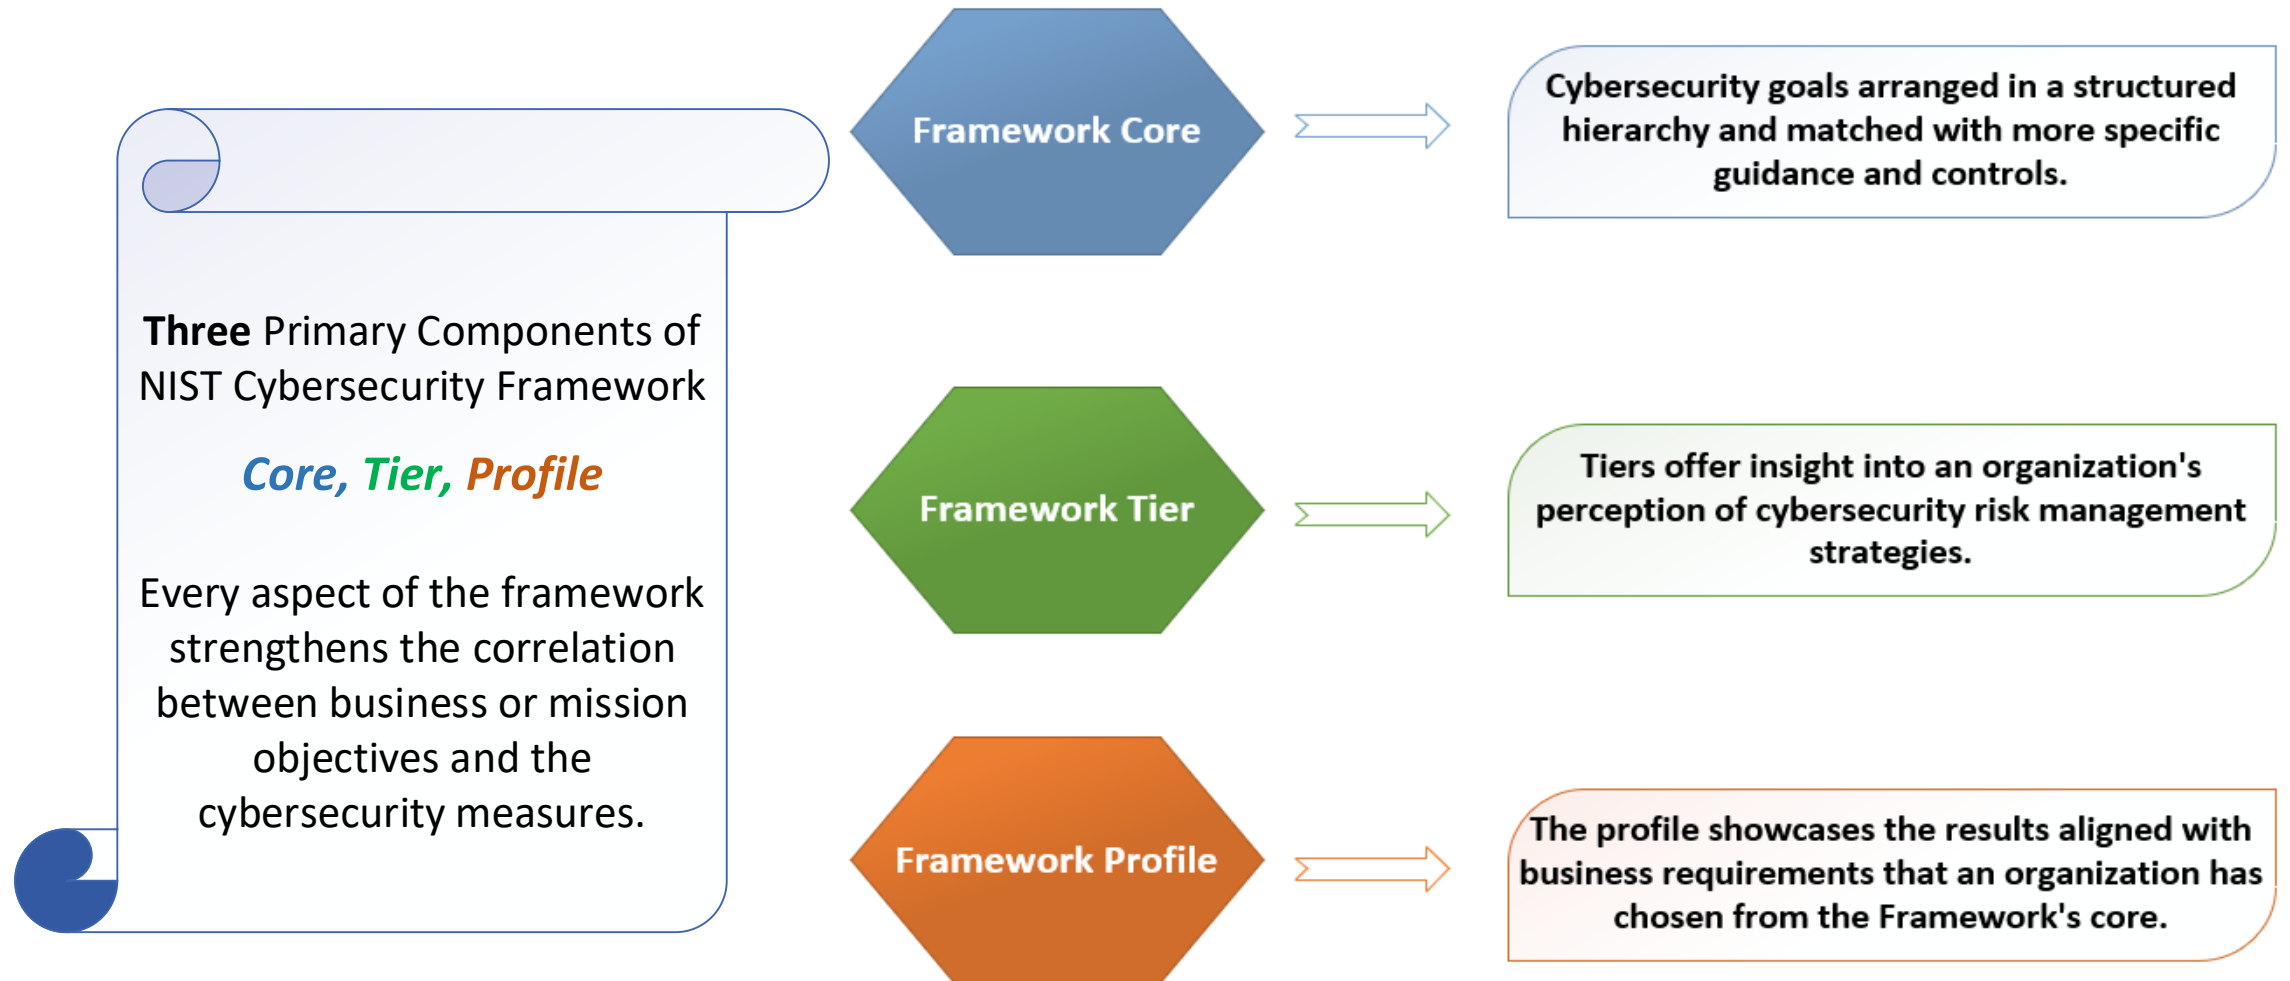 Three Primary Components of
NIST Cybersecurity Framework
Core, Tier, Profile
Every aspect of the framework
strengthens the correlation
between business or mission
objectives and the
cybersecurity measures.
Framework Core
Cybersecurity goals arranged in a structured
hierarchy and matched with more specific
guidance and controls.
Framework Tier
Tiers offer insight into an organization's
perception of cybersecurity risk management
strategies.
Framework Profile
The profile showcases the results aligned with
business requirements that an organization has
chosen from the Framework's core.